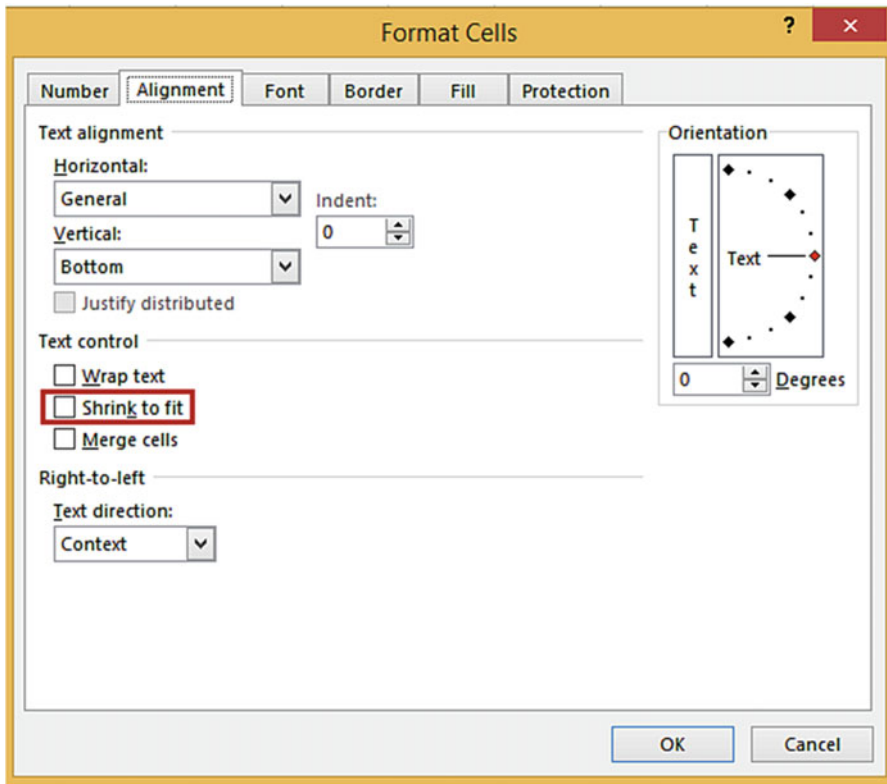 Format Cells
? ×
Number Alignment Font Border Fill Protection
Text alignment
Horizontal:
General
Indent:
0
Vertical:
Bottom
Justify distributed
Text control
Wrap text
Shrink to fit
Merge cells
Right-to-left
Text direction:
Context
Orientation
Text
Text
0 Degrees
OK Cancel